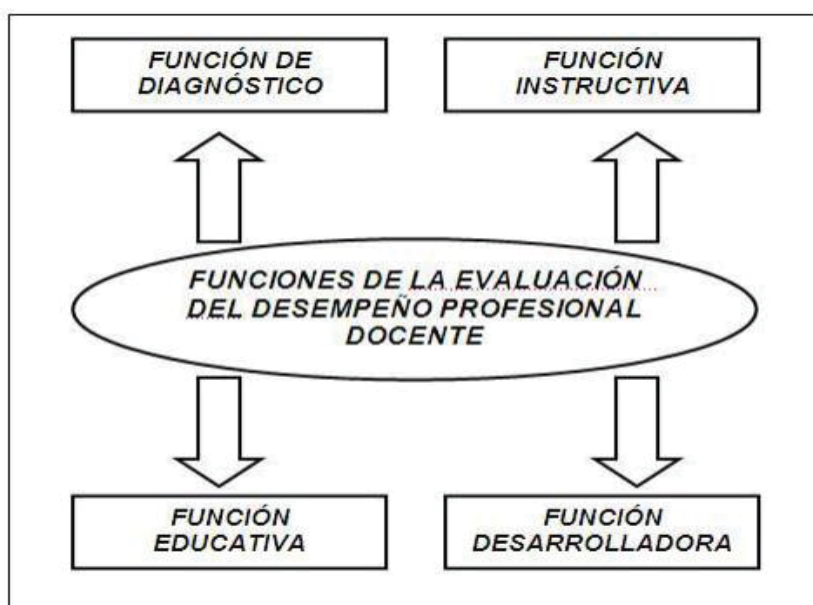 FUNCIÓN DE
DIAGNÓSTICO
FUNCIÓN
INSTRUCTIVA
FUNCIONES DE LA EVALUACIÓN
DEL DESEMPEÑO PROFESIONAL
DOCENTE
FUNCIÓN
EDUCATIVA
FUNCIÓN
DESARROLLADORA